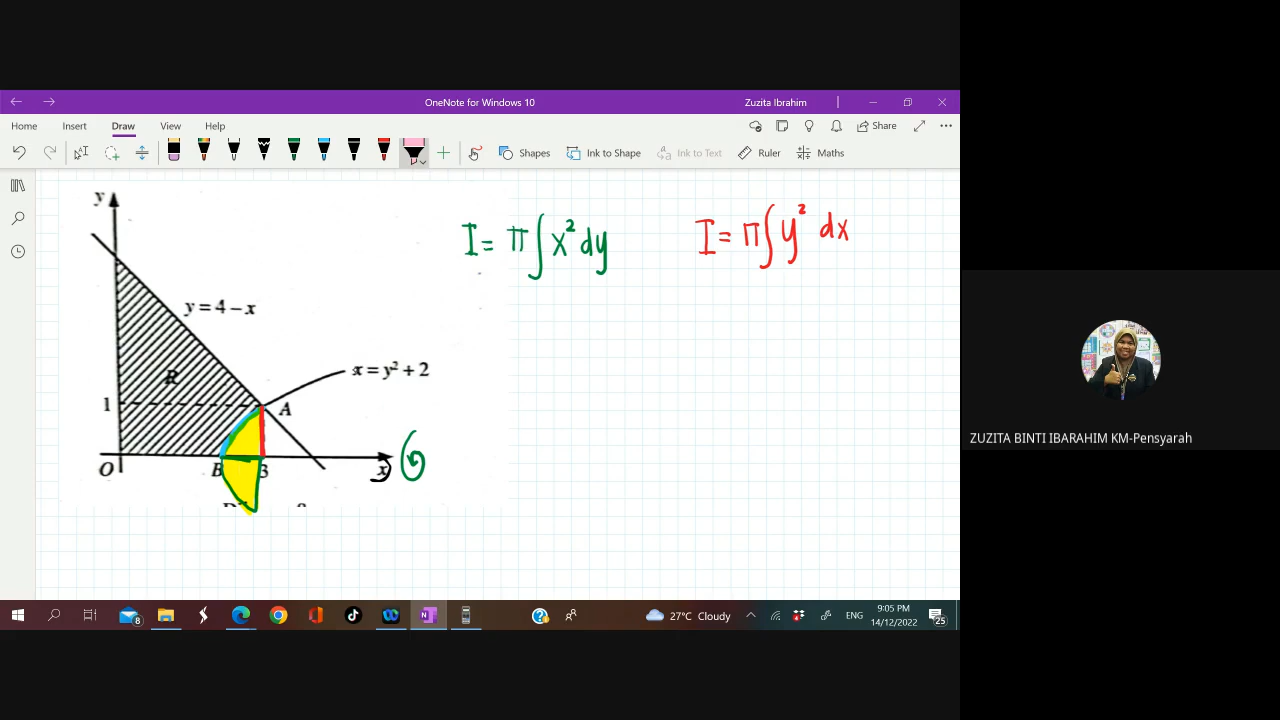 OneNote for Windows 10
Zuzita Ibrahim
Home Insert Draw View Help
Share
Shapes
Ink to Shape
Ink to Text
Ruler
Maths
y
I = π∫x² dy
I = π∫y² dx
y = 4 – x
R
x = y² + 2
1
A
O
B
3
x
ZUZITA BINTI IBARAHIM KM-Pensyarah
8
27°C Cloudy
ENG
9:05 PM
14/12/2022
25